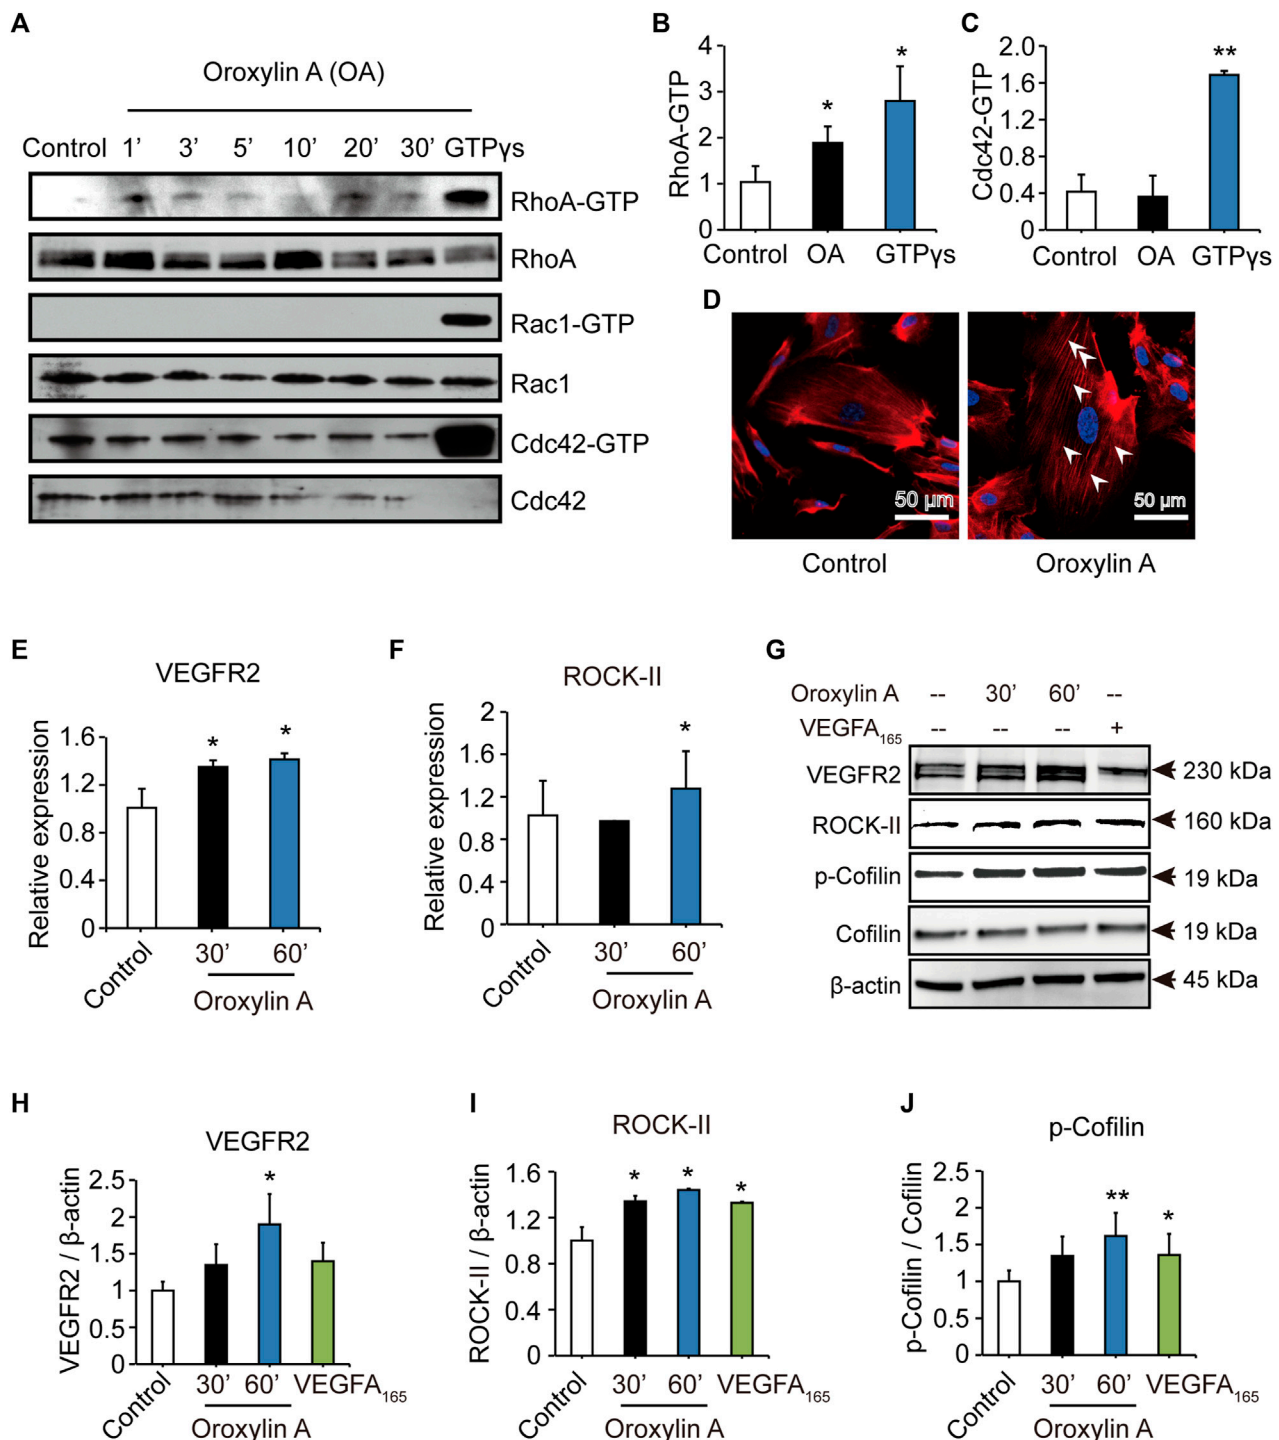 A
Oroxylin A (OA)
Control 1’ 3’ 5’ 10’ 20’ 30’ GTPγs
RhoA-GTP
RhoA
Rac1-GTP
Rac1
Cdc42-GTP
Cdc42
B
RhoA-GTP
4
3
2
1
0
*
*
Control OA GTPγs
C
Cdc42-GTP
2.0
1.6
1.2
0.8
0.4
0
**
Control OA GTPγs
D
50 µm
50 µm
Control Oroxylin A
E
VEGFR2
Relative expression
1.6
1.2
0.8
0.4
0
* *
Control 30’ 60’
Oroxylin A
F
ROCK-II
Relative expression
2
1.6
1.2
0.8
0.4
0
*
Control 30’ 60’
Oroxylin A
G
Oroxylin A -- 30’ 60’ --
VEGFA165 -- -- -- +
VEGFR2 230 kDa
ROCK-II 160 kDa
p-Cofilin 19 kDa
Cofilin 19 kDa
β-actin 45 kDa
H
VEGFR2
VEGFR2 / β-actin
2.5
2
1.5
1
0.5
0
*
Control 30’ 60’ VEGFA165
Oroxylin A
I
ROCK-II
ROCK-II / β-actin
1.6
1.2
0.8
0.4
0
* * *
Control 30’ 60’ VEGFA165
Oroxylin A
J
p-Cofilin
p-Cofilin / Cofilin
2.5
2
1.5
1
0.5
0
** *
Control 30’ 60’ VEGFA165
Oroxylin A